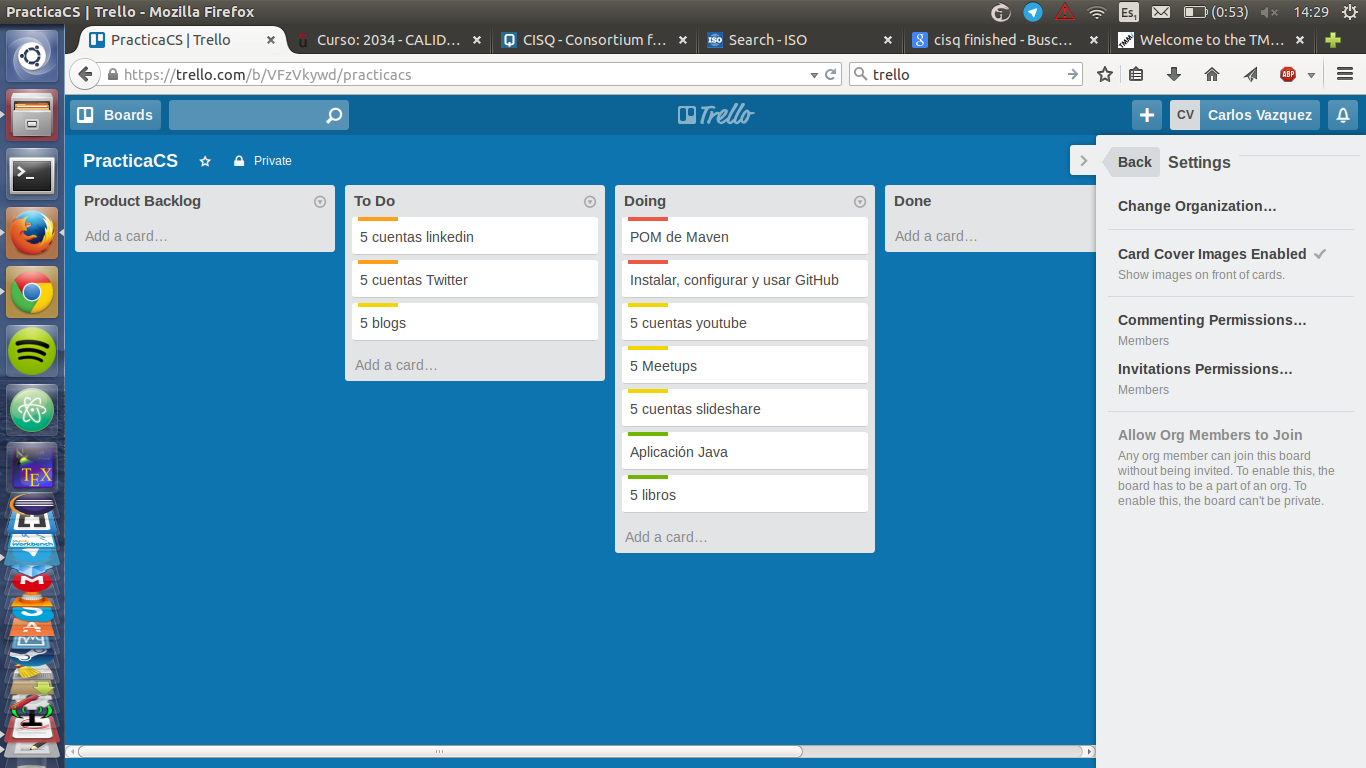 PracticaCS | Trello - Mozilla Firefox
Es₁
(0:53)
14:29
PracticaCS | Trello
Curso: 2034 - CALID...
CISQ - Consortium f...
Search - ISO
cisq finished - Busc...
Welcome to the TM...
https://trello.com/b/VFzVkywd/practicacs
trello
ABP
Boards
Trello
CV
Carlos Vazquez
PracticaCS
Private
Product Backlog
Add a card…
To Do
5 cuentas linkedin
5 cuentas Twitter
5 blogs
Add a card…
Doing
POM de Maven
Instalar, configurar y usar GitHub
5 cuentas youtube
5 Meetups
5 cuentas slideshare
Aplicación Java
5 libros
Add a card…
Done
Add a card…
Back
Settings
Change Organization…
Card Cover Images Enabled
Show images on front of cards.
Commenting Permissions…
Members
Invitations Permissions…
Members
Allow Org Members to Join
Any org member can join this board
without being invited. To enable this, the
board has to be a part of an org. To
enable this, the board can't be private.
TEX